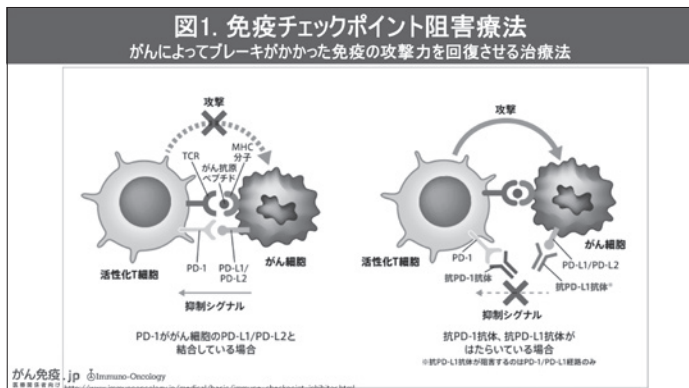 図1. 免疫チェックポイント阻害療法
がんによってブレーキがかかった免疫の攻撃力を回復させる治療法
攻撃
TCR
がん抗原
ペプチド
MHC
分子
活性化T細胞
PD-1
PD-L1/
PD-L2
がん細胞
抑制シグナル
PD-1ががん細胞のPD-L1/PD-L2と
結合している場合
攻撃
活性化T細胞
PD-1
抗PD-1抗体
がん細胞
PD-L1/PD-L2
抗PD-L1抗体※
抑制シグナル
抗PD-1抗体、抗PD-L1抗体が
はたらいている場合
※抗PD-L1抗体が阻害するのはPD-1/PD-L1経路のみ
がん免疫.jp Immuno-Oncology
医療関係者向け